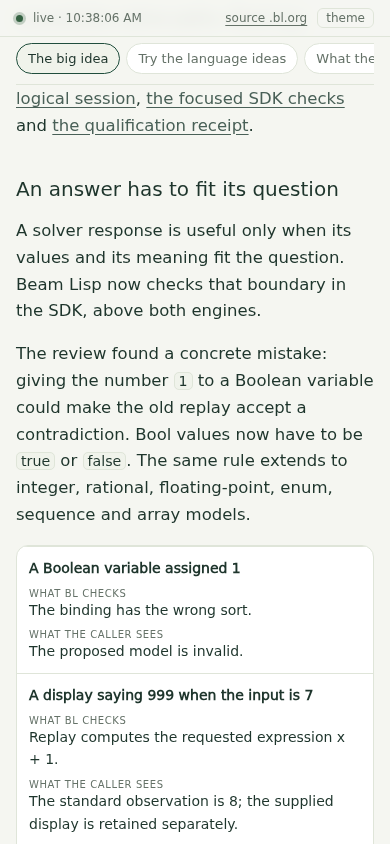 live · 10:38:06 AM
source .bl.org
theme
The big idea
Try the language ideas
What the
logical session, the focused SDK checks
and the qualification receipt.
An answer has to fit its question
A solver response is useful only when its
values and its meaning fit the question.
Beam Lisp now checks that boundary in
the SDK, above both engines.
The review found a concrete mistake:
giving the number 1 to a Boolean variable
could make the old replay accept a
contradiction. Bool values now have to be
true or false. The same rule extends to
integer, rational, floating-point, enum,
sequence and array models.
A Boolean variable assigned 1
WHAT BL CHECKS
The binding has the wrong sort.
WHAT THE CALLER SEES
The proposed model is invalid.
A display saying 999 when the input is 7
WHAT BL CHECKS
Replay computes the requested expression x
+ 1.
WHAT THE CALLER SEES
The standard observation is 8; the supplied
display is retained separately.